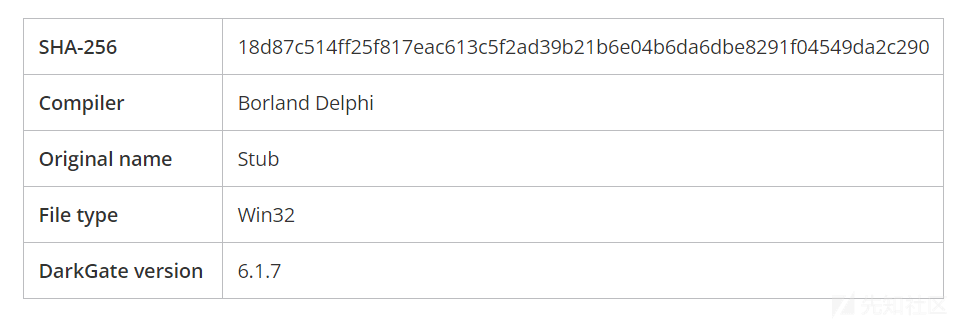 SHA-256 18d87c514ff25f817eac613c5f2ad39b21b6e04b6da6dbe8291f04549da2c290
Compiler Borland Delphi
Original name Stub
File type Win32
DarkGate version 6.1.7
先知社区